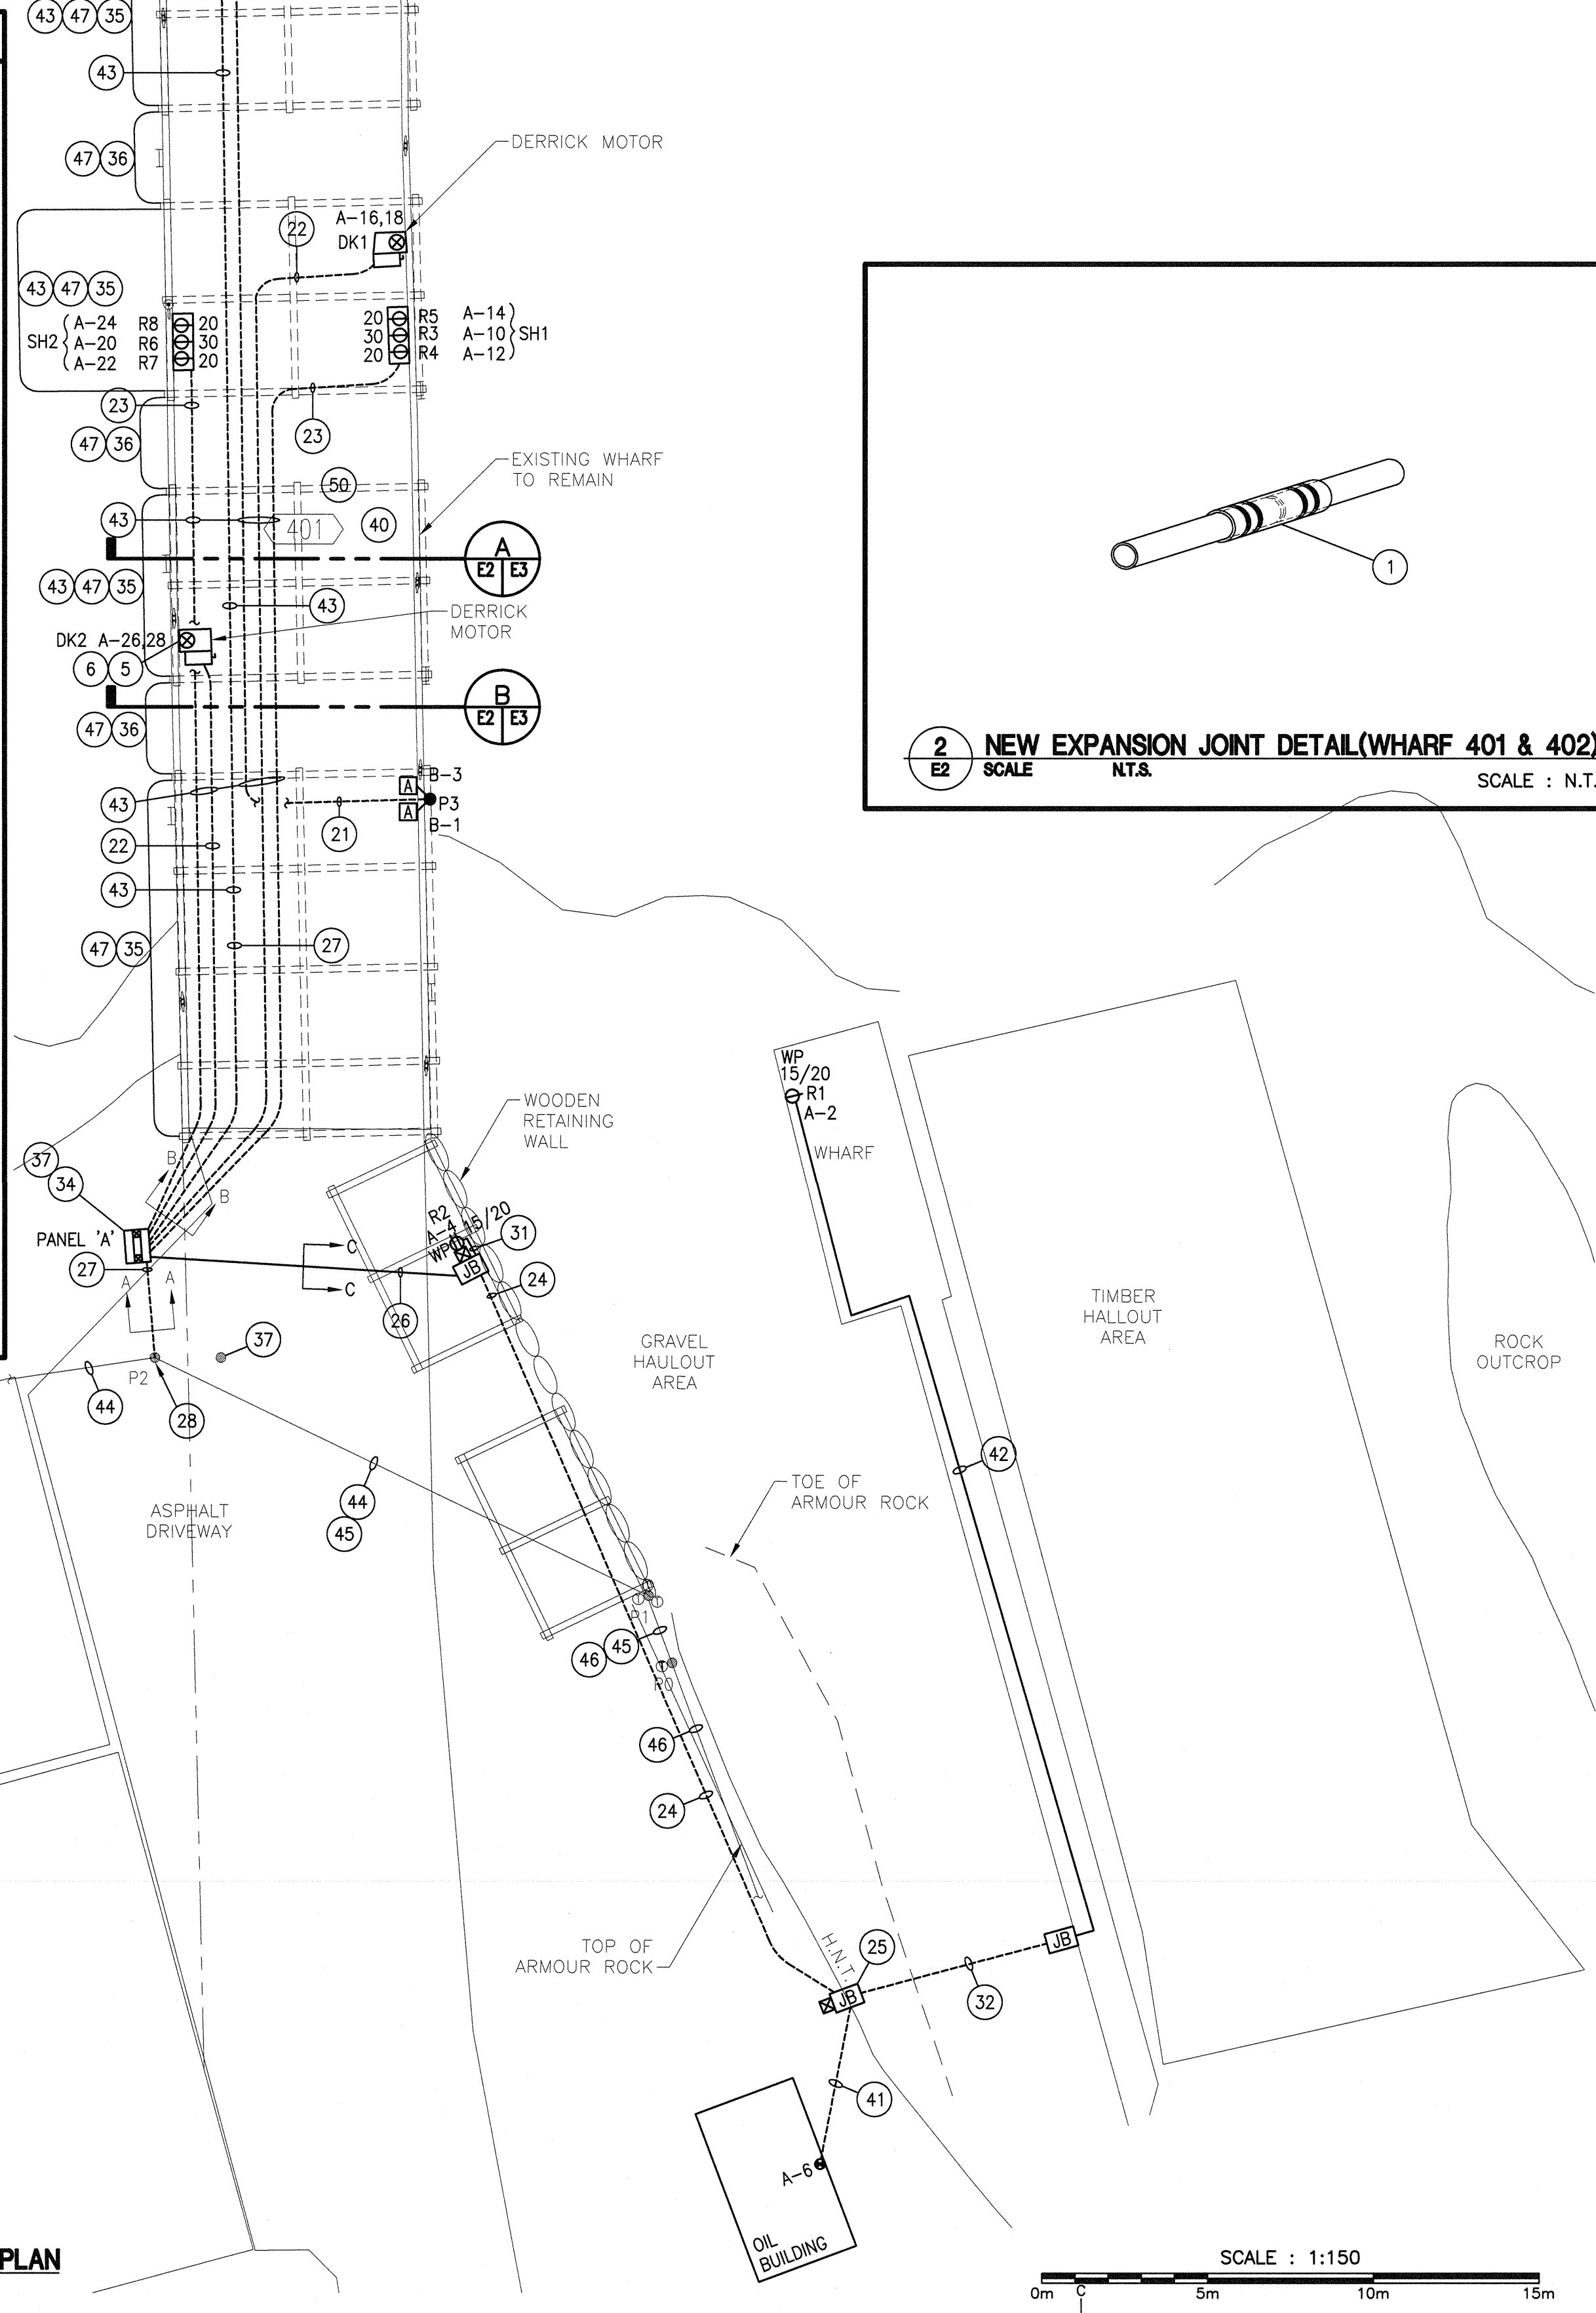 43 47 35
43
DERRICK MOTOR
47 36
22
A-16,18
DK1
43 47 35
SH2
A-24 R8 20
A-20 R6 30
A-22 R7 20
20 R5 A-14
30 R3 A-10
20 R4 A-12
SH1
23
23
47 36
EXISTING WHARF
TO REMAIN
50
43
401
40
A
E2 E3
43 47 35
43
DERRICK
MOTOR
DK2 A-26,28
6 5
B
E2 E3
47 36
1
2
E2
NEW EXPANSION JOINT DETAIL(WHARF 401 & 402)
SCALE N.T.S.
SCALE : N.T.
A B-3
P3
A B-1
43
21
22
43
27
47 35
WP
15/20
R1
A-2
WHARF
WOODEN
RETAINING
WALL
37
34
B
B
PANEL 'A'
R2
A-4 15/20
WP
31
JB
C
C
27
A A
24
26
TIMBER
HALLOUT
AREA
GRAVEL
HAULOUT
AREA
ROCK
OUTCROP
37
P2
44
28
42
44
45
TOE OF
ARMOUR ROCK
ASPHALT
DRIVEWAY
P1
46 45
P0
46
24
TOP OF
ARMOUR ROCK
H.N.T.
25
JB
JB
32
41
A-6
OIL
BUILDING
PLAN
SCALE : 1:150
0m 5m 10m 15m
C